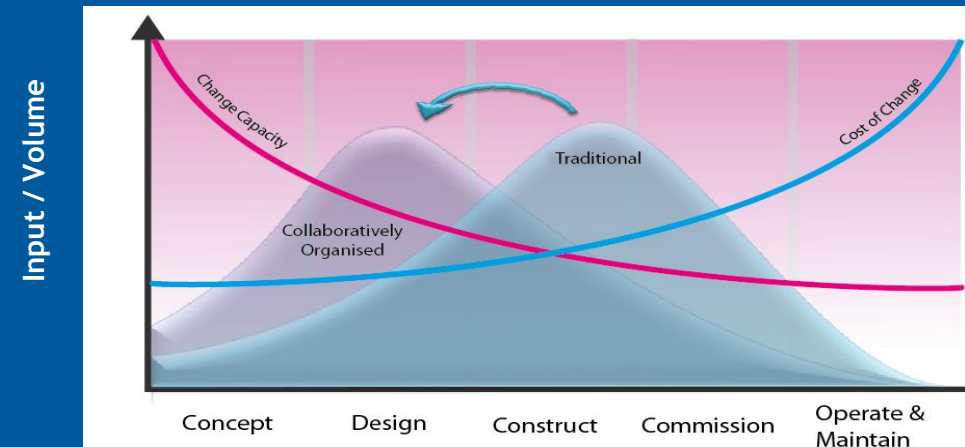 Input / Volume
Change Capacity
Cost of Change
Traditional
Collaboratively
Organised
Concept
Design
Construct
Commission
Operate &
Maintain